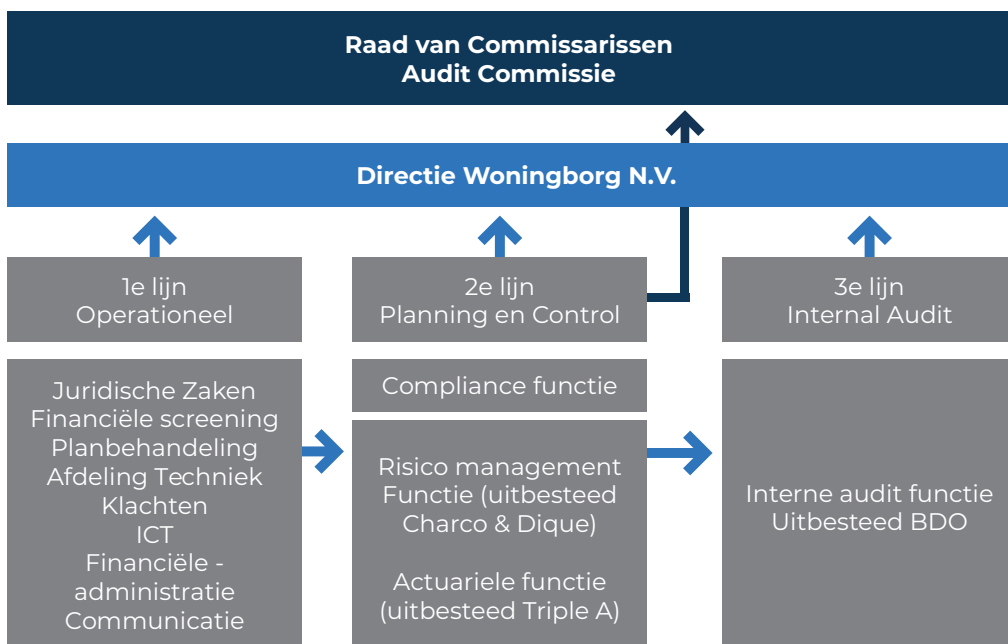 Raad van Commissarissen
Audit Commissie
Directie Woningborg N.V.
1e lijn
Operationeel
2e lijn
Planning en Control
3e lijn
Internal Audit
Juridische Zaken
Financiële screening
Planbehandeling
Afdeling Techniek
Klachten
ICT
Financiële -
administratie
Communicatie
Compliance functie
Risico management
Functie (uitbesteed
Charco & Dique)
Actuariele functie
(uitbesteed Triple A)
Interne audit functie
Uitbesteed BDO